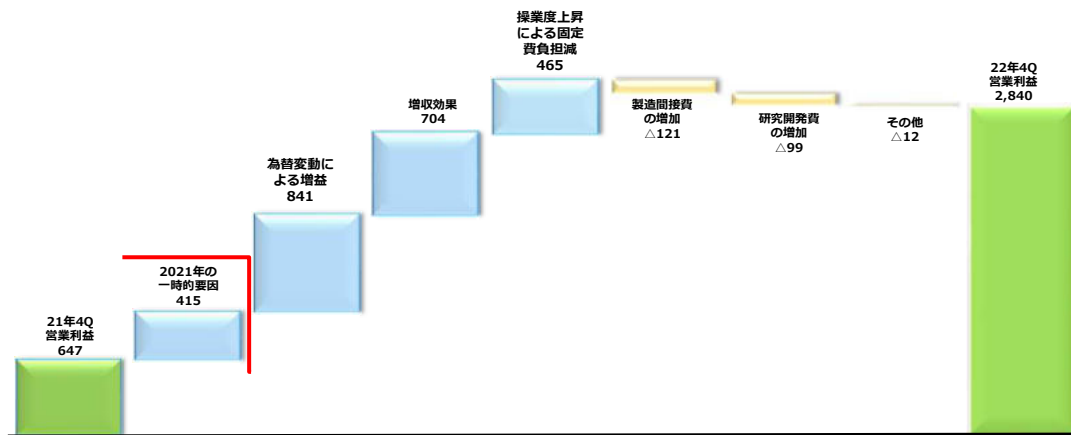 21年4Q
営業利益
647
2021年の
一時的要因
415
為替変動に
よる増益
841
増収効果
704
操業度上昇
による固定
費負担減
465
製造間接費
の増加
△121
研究開発費
の増加
△99
その他
△12
22年4Q
営業利益
2,840